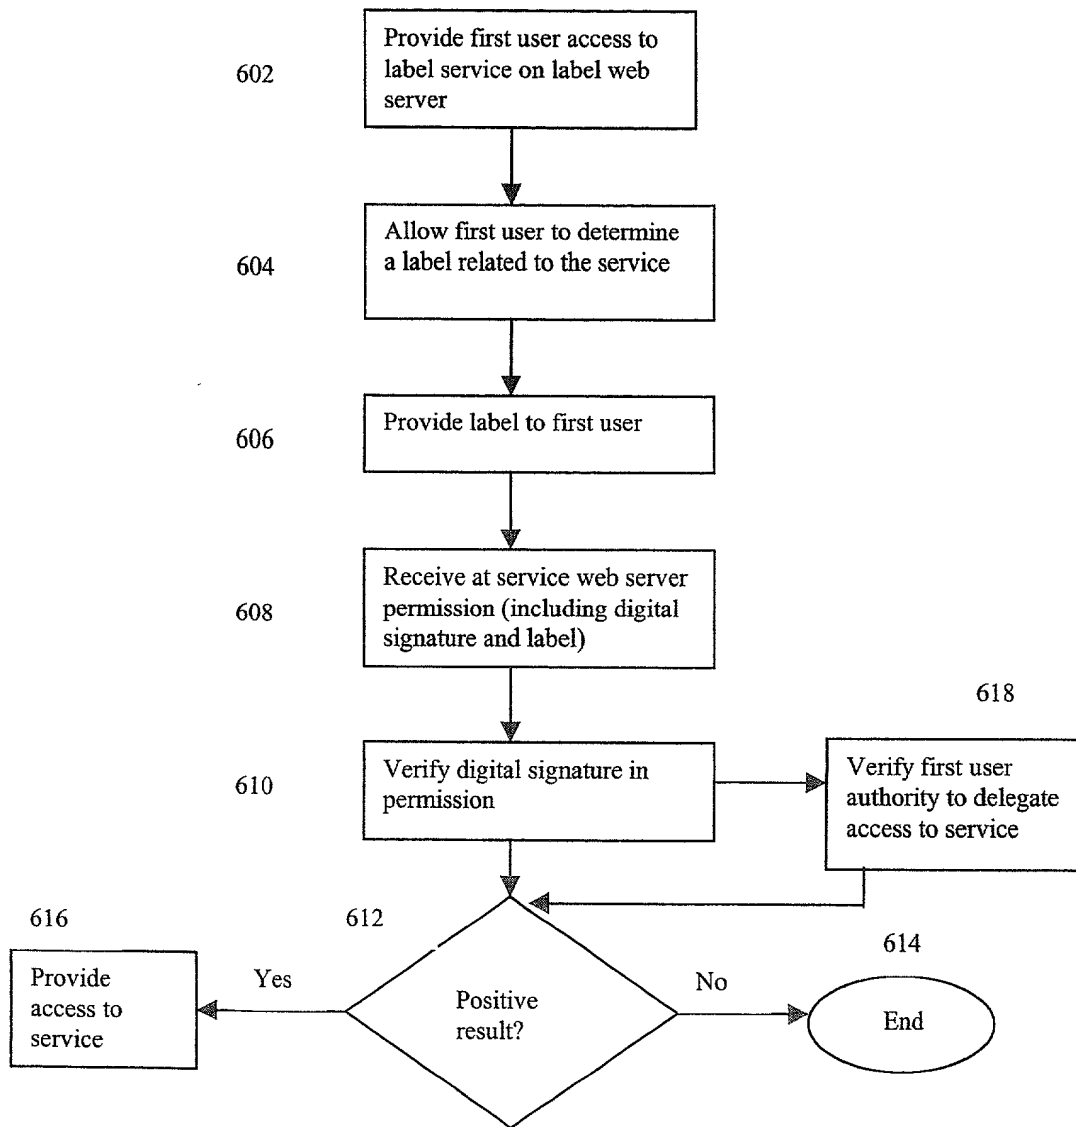 Provide first user access to
label service on label web
server
602
Allow first user to determine
a label related to the service
604
Provide label to first user
606
Receive at service web server
permission (including digital
signature and label)
608
618
Verify digital signature in
permission
610
Verify first user
authority to delegate
access to service
616
612
614
Provide
access to
service
Yes
Positive
result?
No
End